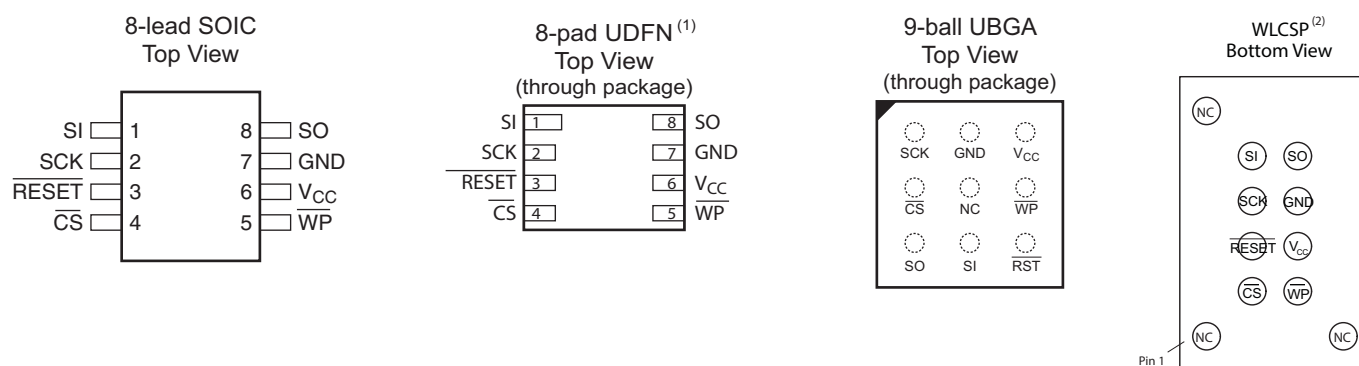 8-lead SOIC
Top View
SI 1 8 SO
SCK 2 7 GND
RESET 3 6 VCC
CS 4 5 WP
8-pad UDFN (1)
Top View
(through package)
SI 1 8 SO
SCK 2 7 GND
RESET 3 6 VCC
CS 4 5 WP
9-ball UBGA
Top View
(through package)
SCK GND VCC
CS NC WP
SO SI RST
WLCSP (2)
Bottom View
NC
SI SO
SCK GND
RESET VCC
CS WP
NC NC
Pin 1